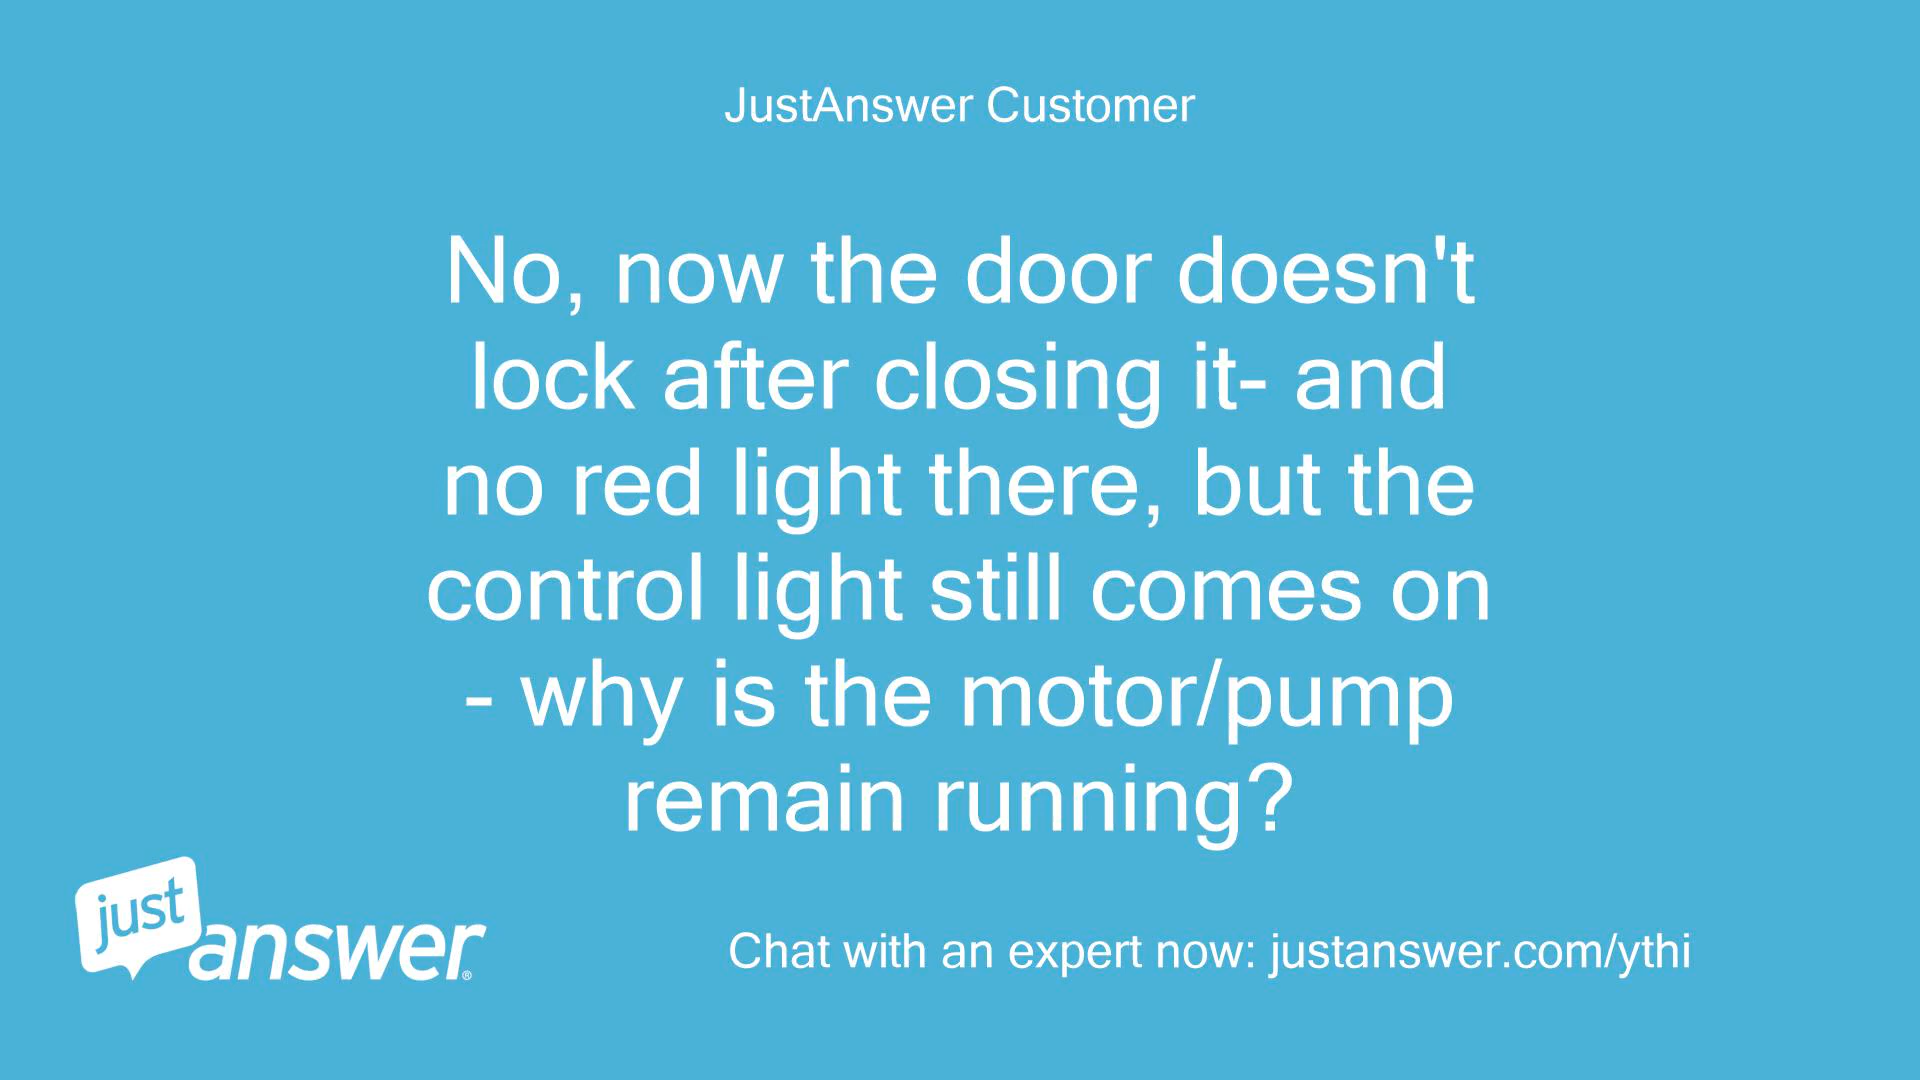 JustAnswer Customer
No, now the door doesn't
lock after closing it- and
no red light there, but the
control light still comes on
- why is the motor/pump
remain running?
just
answer®
Chat with an expert now: justanswer.com/ythi